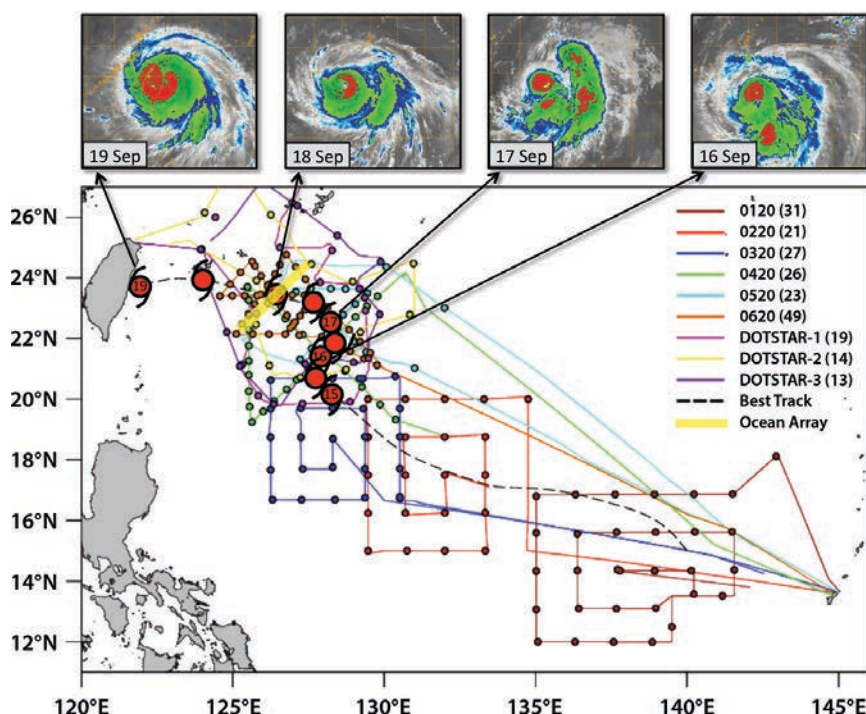 19 Sep
18 Sep
17 Sep
16 Sep
26°N
24°N
22°N
20°N
18°N
16°N
14°N
12°N
120°E
125°E
130°E
135°E
140°E
145°E
0120 (31)
0220 (21)
0320 (27)
0420 (26)
0520 (23)
0620 (49)
DOTSTAR-1 (19)
DOTSTAR-2 (14)
DOTSTAR-3 (13)
Best Track
Ocean Array
19
17
16
15